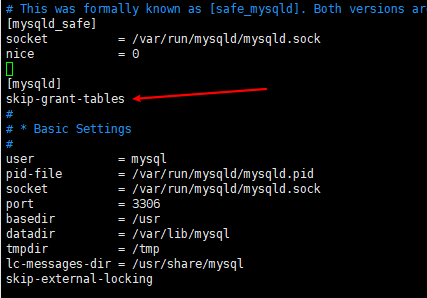 # This was formally known as [safe_mysqld]. Both versions are
[mysqld_safe]
socket          = /var/run/mysqld/mysqld.sock
nice            = 0
[mysqld]
skip-grant-tables
#
# * Basic Settings
#
user            = mysql
pid-file        = /var/run/mysqld/mysqld.pid
socket          = /var/run/mysqld/mysqld.sock
port            = 3306
basedir         = /usr
datadir         = /var/lib/mysql
tmpdir          = /tmp
lc-messages-dir = /usr/share/mysql
skip-external-locking